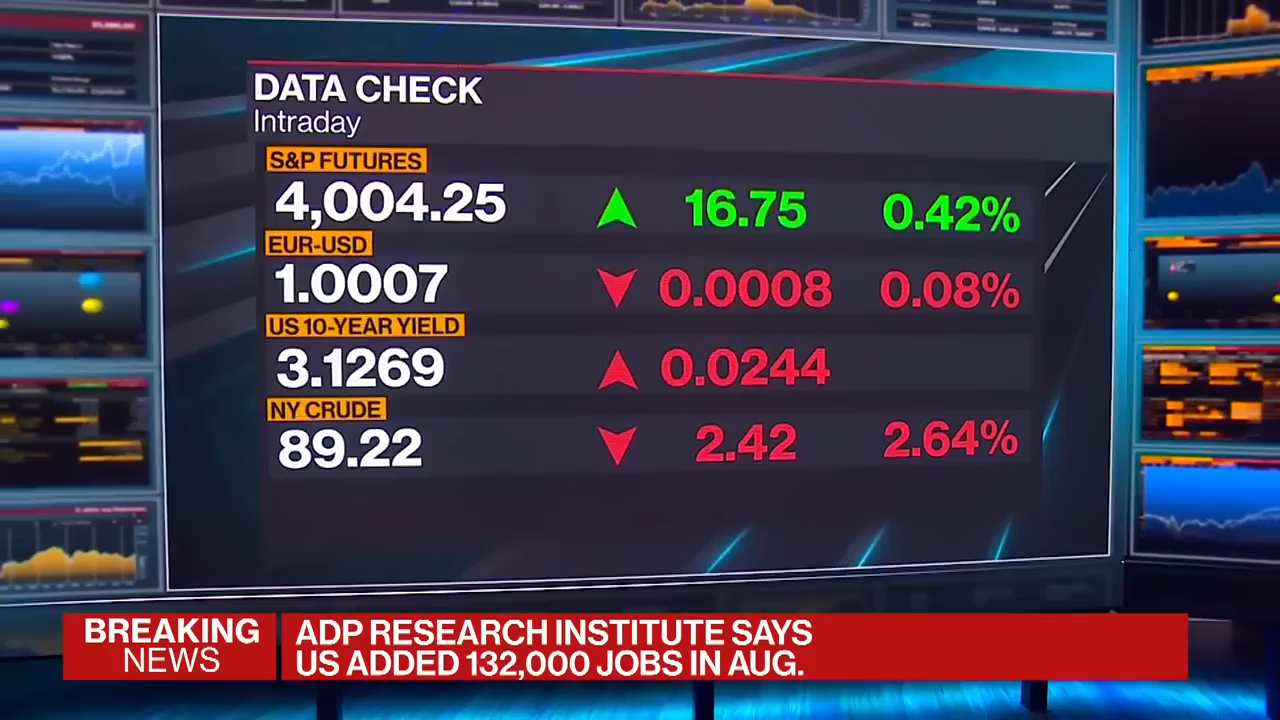 DATA CHECK
Intraday
S&P FUTURES
4,004.25 ▲ 16.75 0.42%
EUR-USD
1.0007 ▼ 0.0008 0.08%
US 10-YEAR YIELD
3.1269 ▲ 0.0244
NY CRUDE
89.22 ▼ 2.42 2.64%
BREAKING
NEWS
ADP RESEARCH INSTITUTE SAYS
US ADDED 132,000 JOBS IN AUG.